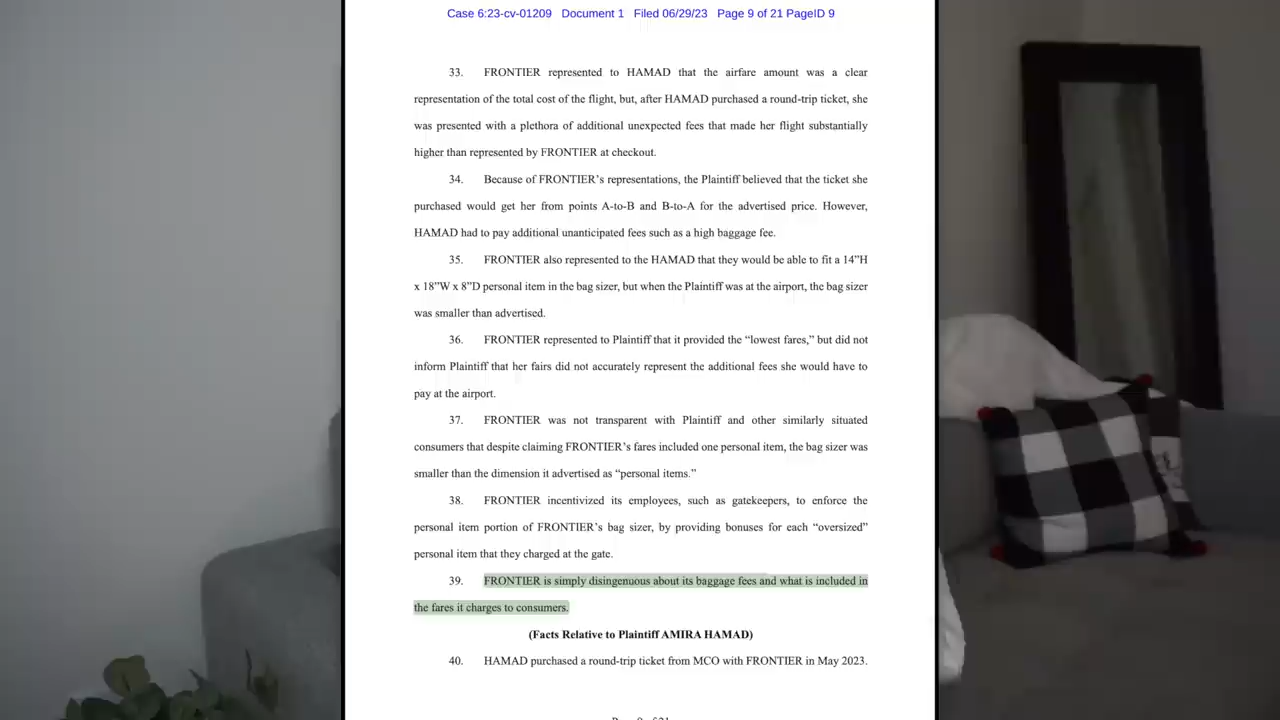 Case 6:23-cv-01209 Document 1 Filed 06/29/23 Page 9 of 21 PageID 9
33. FRONTIER represented to HAMAD that the airfare amount was a clear
representation of the total cost of the flight, but, after HAMAD purchased a round-trip ticket, she
was presented with a plethora of additional unexpected fees that made her flight substantially
higher than represented by FRONTIER at checkout.
34. Because of FRONTIER’s representations, the Plaintiff believed that the ticket she
purchased would get her from points A-to-B and B-to-A for the advertised price. However,
HAMAD had to pay additional unanticipated fees such as a high baggage fee.
35. FRONTIER also represented to the HAMAD that they would be able to fit a 14”H
x 18”W x 8”D personal item in the bag sizer, but when the Plaintiff was at the airport, the bag sizer
was smaller than advertised.
36. FRONTIER represented to Plaintiff that it provided the “lowest fares,” but did not
inform Plaintiff that her fairs did not accurately represent the additional fees she would have to
pay at the airport.
37. FRONTIER was not transparent with Plaintiff and other similarly situated
consumers that despite claiming FRONTIER’s fares included one personal item, the bag sizer was
smaller than the dimension it advertised as “personal items.”
38. FRONTIER incentivized its employees, such as gatekeepers, to enforce the
personal item portion of FRONTIER’s bag sizer, by providing bonuses for each “oversized”
personal item that they charged at the gate.
39. FRONTIER is simply disingenuous about its baggage fees and what is included in
the fares it charges to consumers.
(Facts Relative to Plaintiff AMIRA HAMAD)
40. HAMAD purchased a round-trip ticket from MCO with FRONTIER in May 2023.
Page 9 of 21